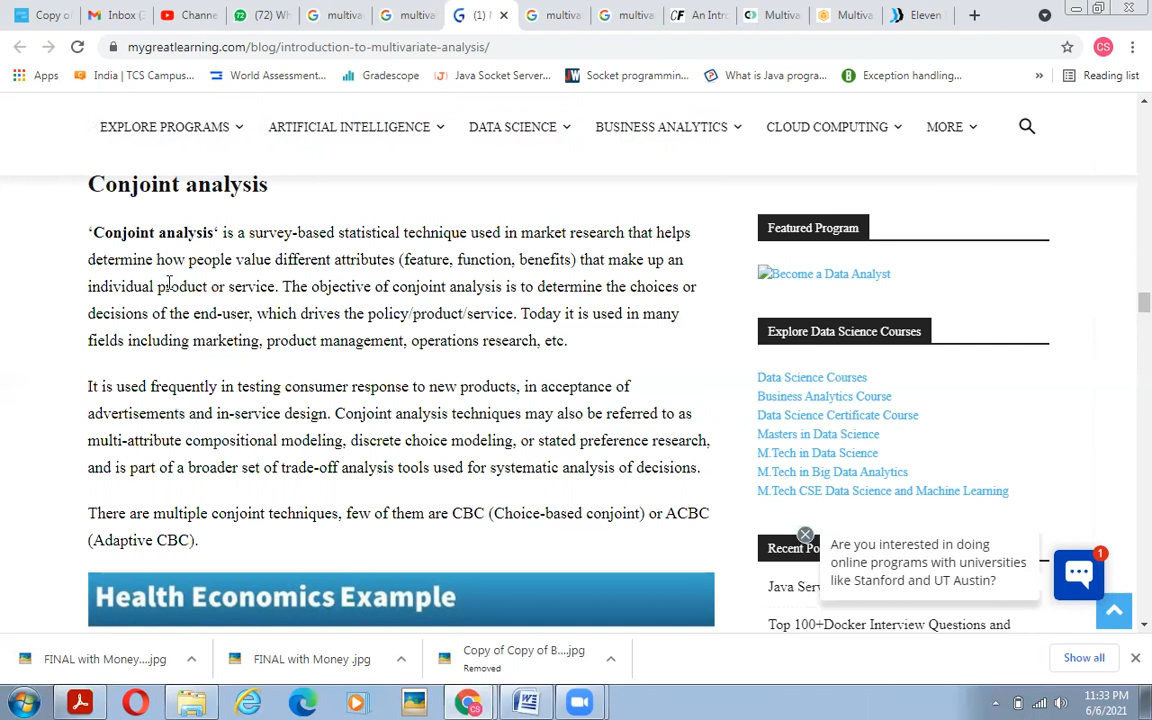 Copy of
Inbox (3
Channe
(72) Wh
multiva
multiva
(1) M
multiva
multiva
An Intr
Multiva
Multiva
Eleven
mygreatlearning.com/blog/introduction-to-multivariate-analysis/
CS
Apps
India | TCS Campus...
World Assessment...
Gradescope
Java Socket Server...
Socket programmin...
What is Java progra...
Exception handling...
»
Reading list
EXPLORE PROGRAMS
ARTIFICIAL INTELLIGENCE
DATA SCIENCE
BUSINESS ANALYTICS
CLOUD COMPUTING
MORE
Conjoint analysis
‘Conjoint analysis‘ is a survey-based statistical technique used in market research that helps
determine how people value different attributes (feature, function, benefits) that make up an
individual product or service. The objective of conjoint analysis is to determine the choices or
decisions of the end-user, which drives the policy/product/service. Today it is used in many
fields including marketing, product management, operations research, etc.
It is used frequently in testing consumer response to new products, in acceptance of
advertisements and in-service design. Conjoint analysis techniques may also be referred to as
multi-attribute compositional modeling, discrete choice modeling, or stated preference research,
and is part of a broader set of trade-off analysis tools used for systematic analysis of decisions.
There are multiple conjoint techniques, few of them are CBC (Choice-based conjoint) or ACBC
(Adaptive CBC).
Health Economics Example
Featured Program
Become a Data Analyst
Explore Data Science Courses
Data Science Courses
Business Analytics Course
Data Science Certificate Course
Masters in Data Science
M.Tech in Data Science
M.Tech in Big Data Analytics
M.Tech CSE Data Science and Machine Learning
Recent Po
Java Serv
Top 100+Docker Interview Questions and
Are you interested in doing
online programs with universities
like Stanford and UT Austin?
1
FINAL with Money....jpg
FINAL with Money .jpg
Copy of Copy of B....jpg
Removed
Show all
11:33 PM
6/6/2021